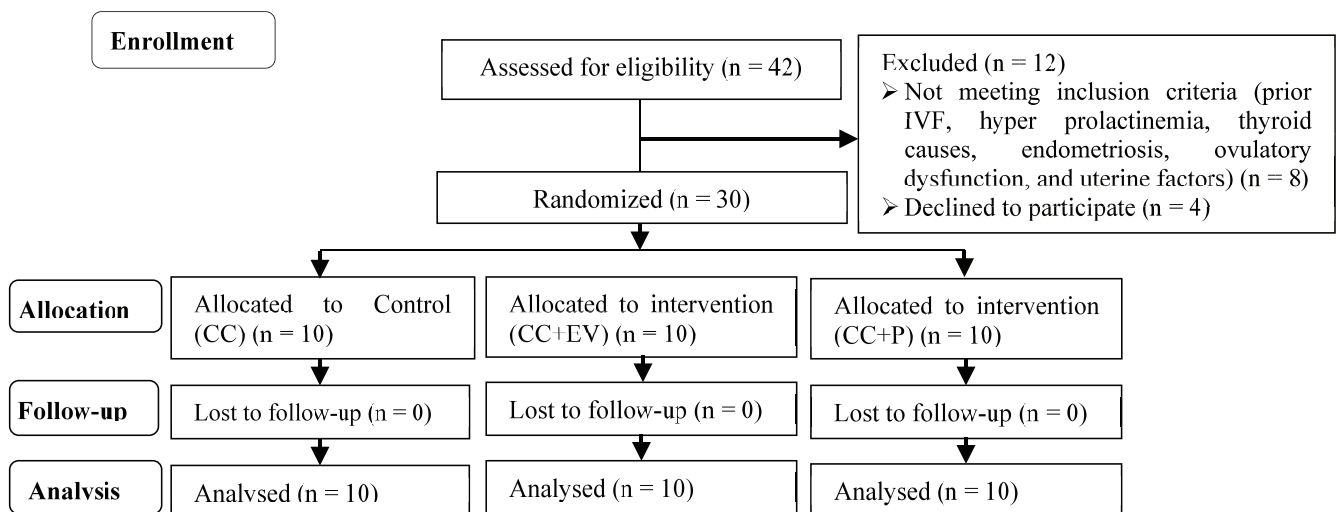 Enrollment
Assessed for eligibility (n = 42)
Excluded (n = 12)
➢ Not meeting inclusion criteria (prior
IVF, hyper prolactinemia, thyroid
causes, endometriosis, ovulatory
dysfunction, and uterine factors) (n = 8)
➢ Declined to participate (n = 4)
Randomized (n = 30)
Allocation
Allocated to Control
(CC) (n = 10)
Allocated to intervention
(CC+EV) (n = 10)
Allocated to intervention
(CC+P) (n = 10)
Follow-up
Lost to follow-up (n = 0)
Lost to follow-up (n = 0)
Lost to follow-up (n = 0)
Analysis
Analysed (n = 10)
Analysed (n = 10)
Analysed (n = 10)